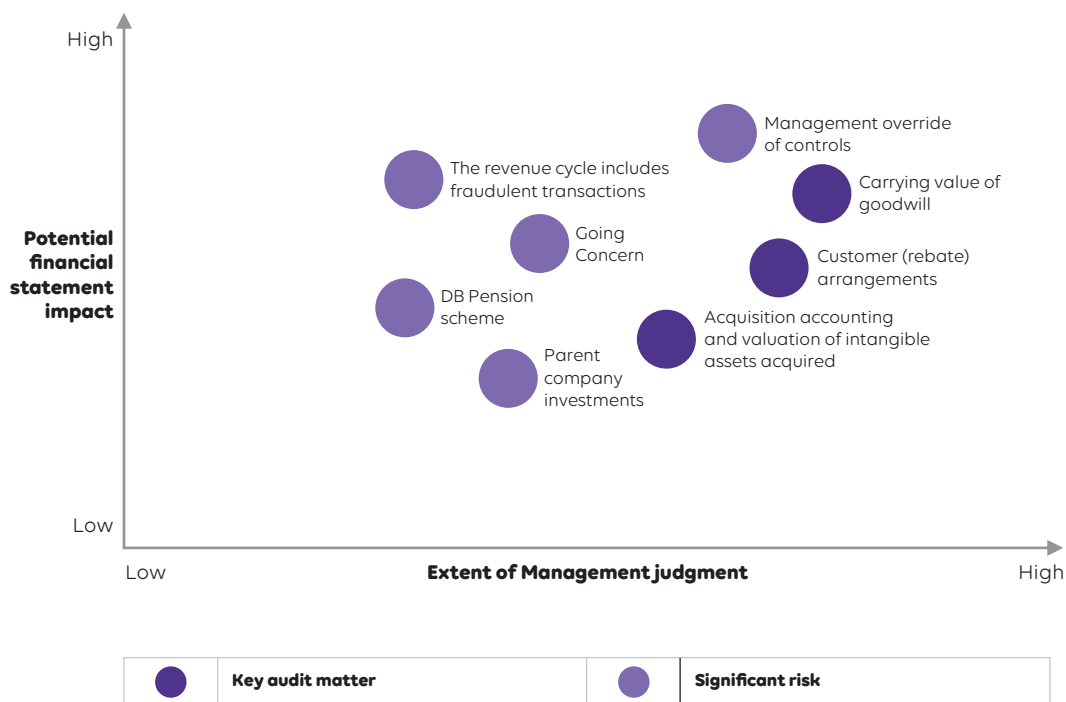 High
Management override
of controls
The revenue cycle includes
fraudulent transactions
Carrying value of
goodwill
Going
Concern
Potential
financial
statement
impact
Customer (rebate)
arrangements
DB Pension
scheme
Acquisition accounting
and valuation of intangible
assets acquired
Parent
company
investments
Low
Low
Extent of Management judgment
High
Key audit matter
Significant risk